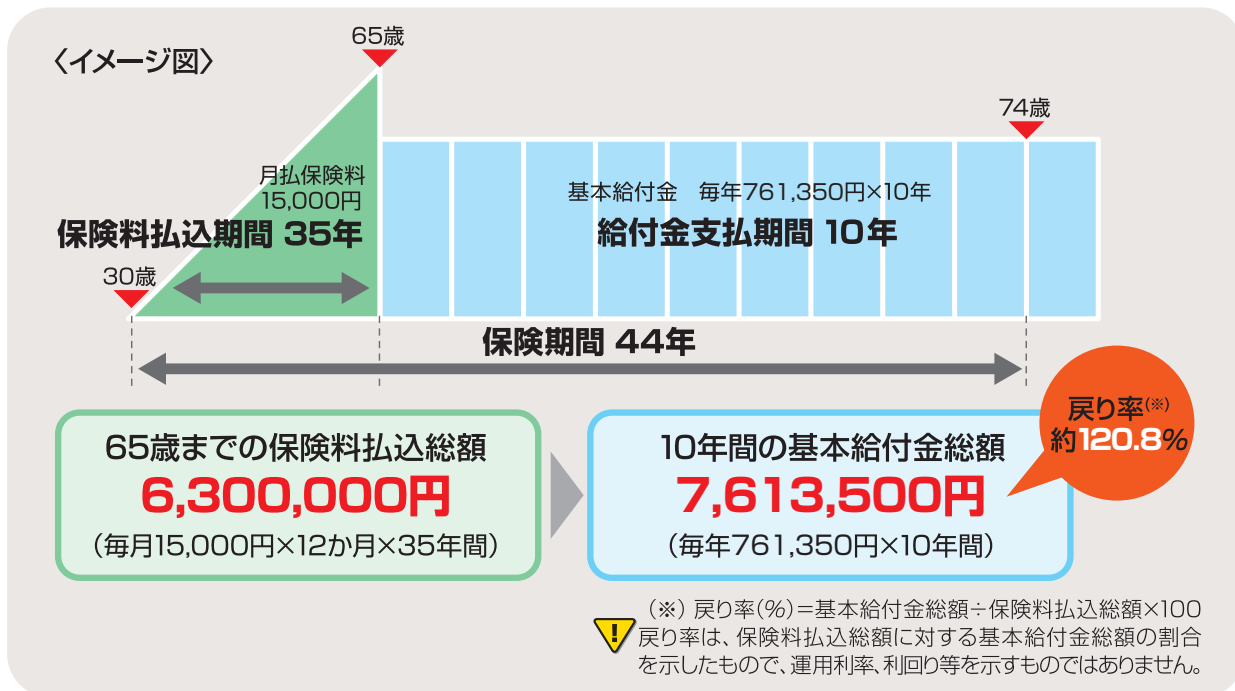 〈イメージ図〉
65歳
74歳
月払保険料
15,000円
保険料払込期間 35年
基本給付金 毎年761,350円×10年
給付金支払期間 10年
30歳
保険期間 44年
65歳までの保険料払込総額
6,300,000円
(毎月15,000円×12か月×35年間)
10年間の基本給付金総額
7,613,500円
(毎年761,350円×10年間)
戻り率(※)
約120.8%
(※) 戻り率(%)=基本給付金総額÷保険料払込総額×100
戻り率は、保険料払込総額に対する基本給付金総額の割合
を示したもので、運用利率、利回り等を示すものではありません。